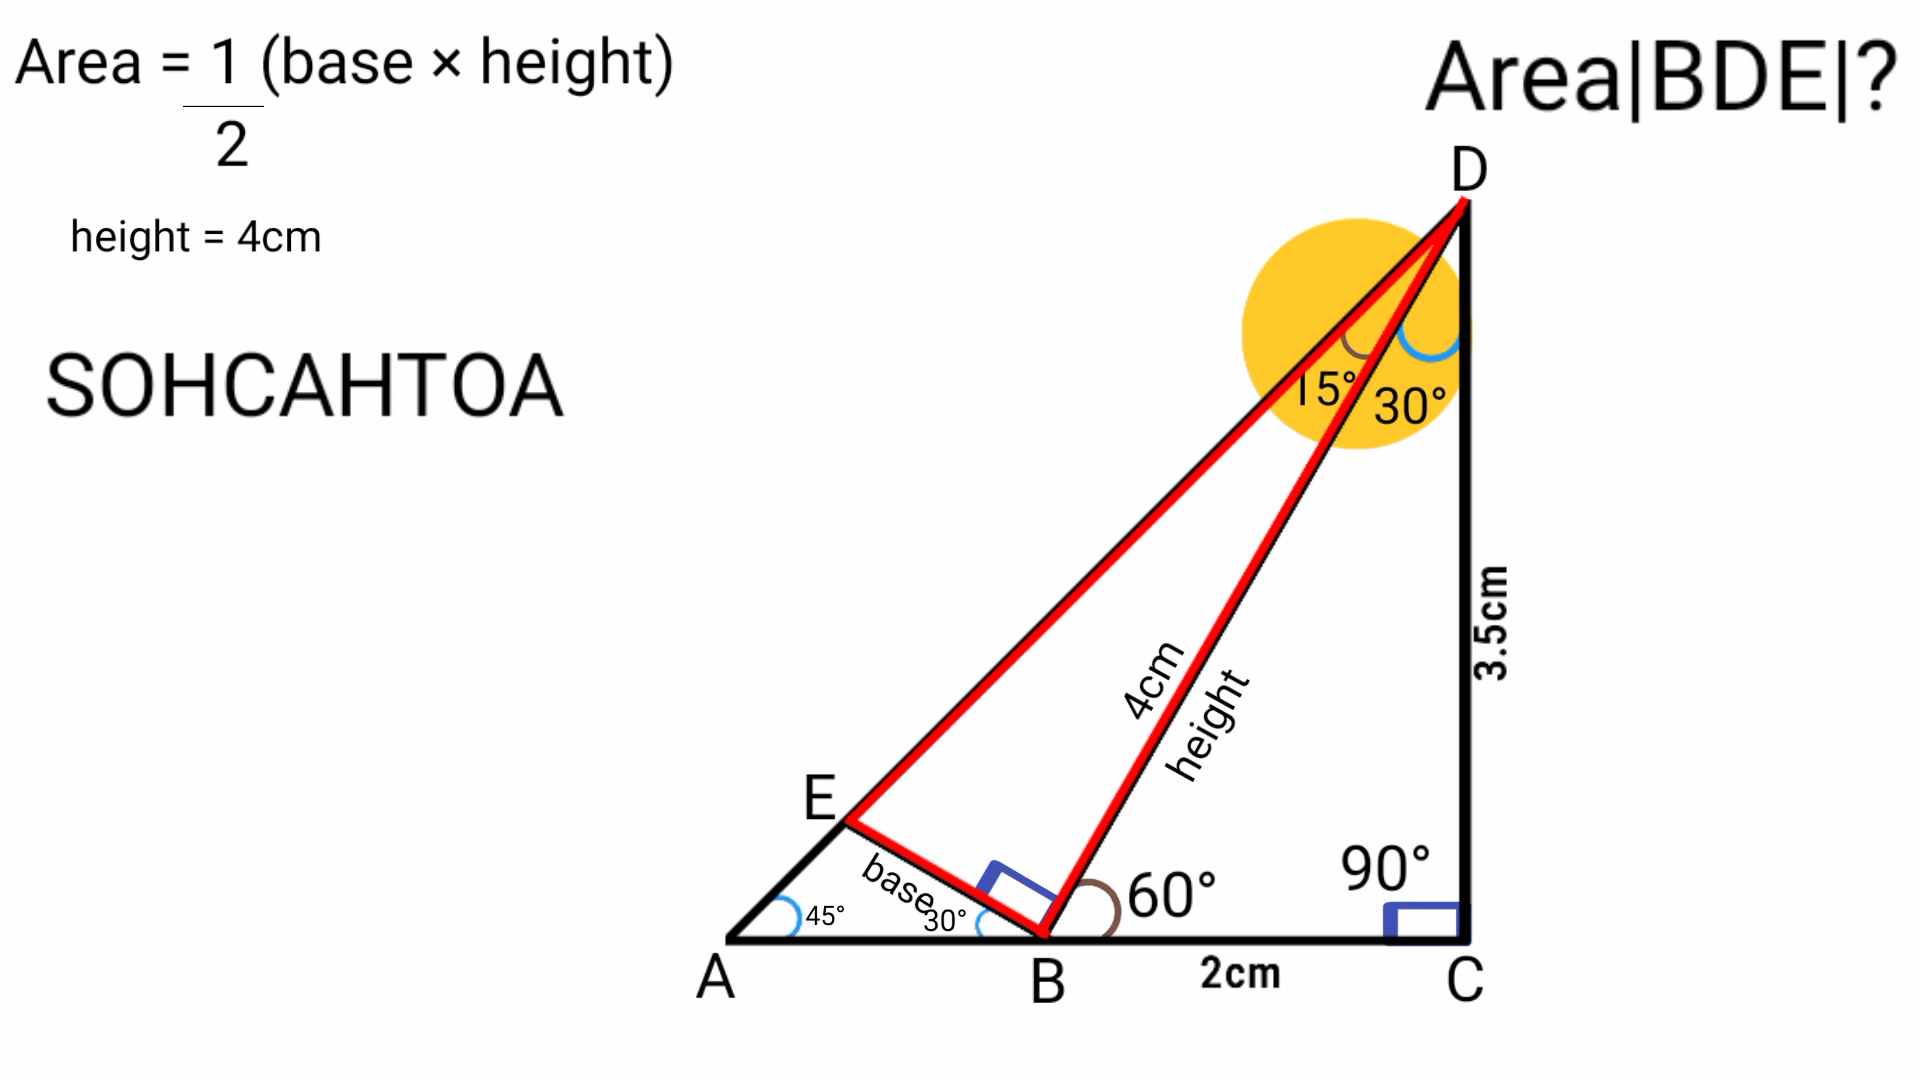 Area = 1 (base × height)
2
Area|BDE|?
height = 4cm
SOHCAHTOA
D
15°
30°
3.5cm
4cm
height
E
base
45°
30°
60°
90°
A
B
2cm
C